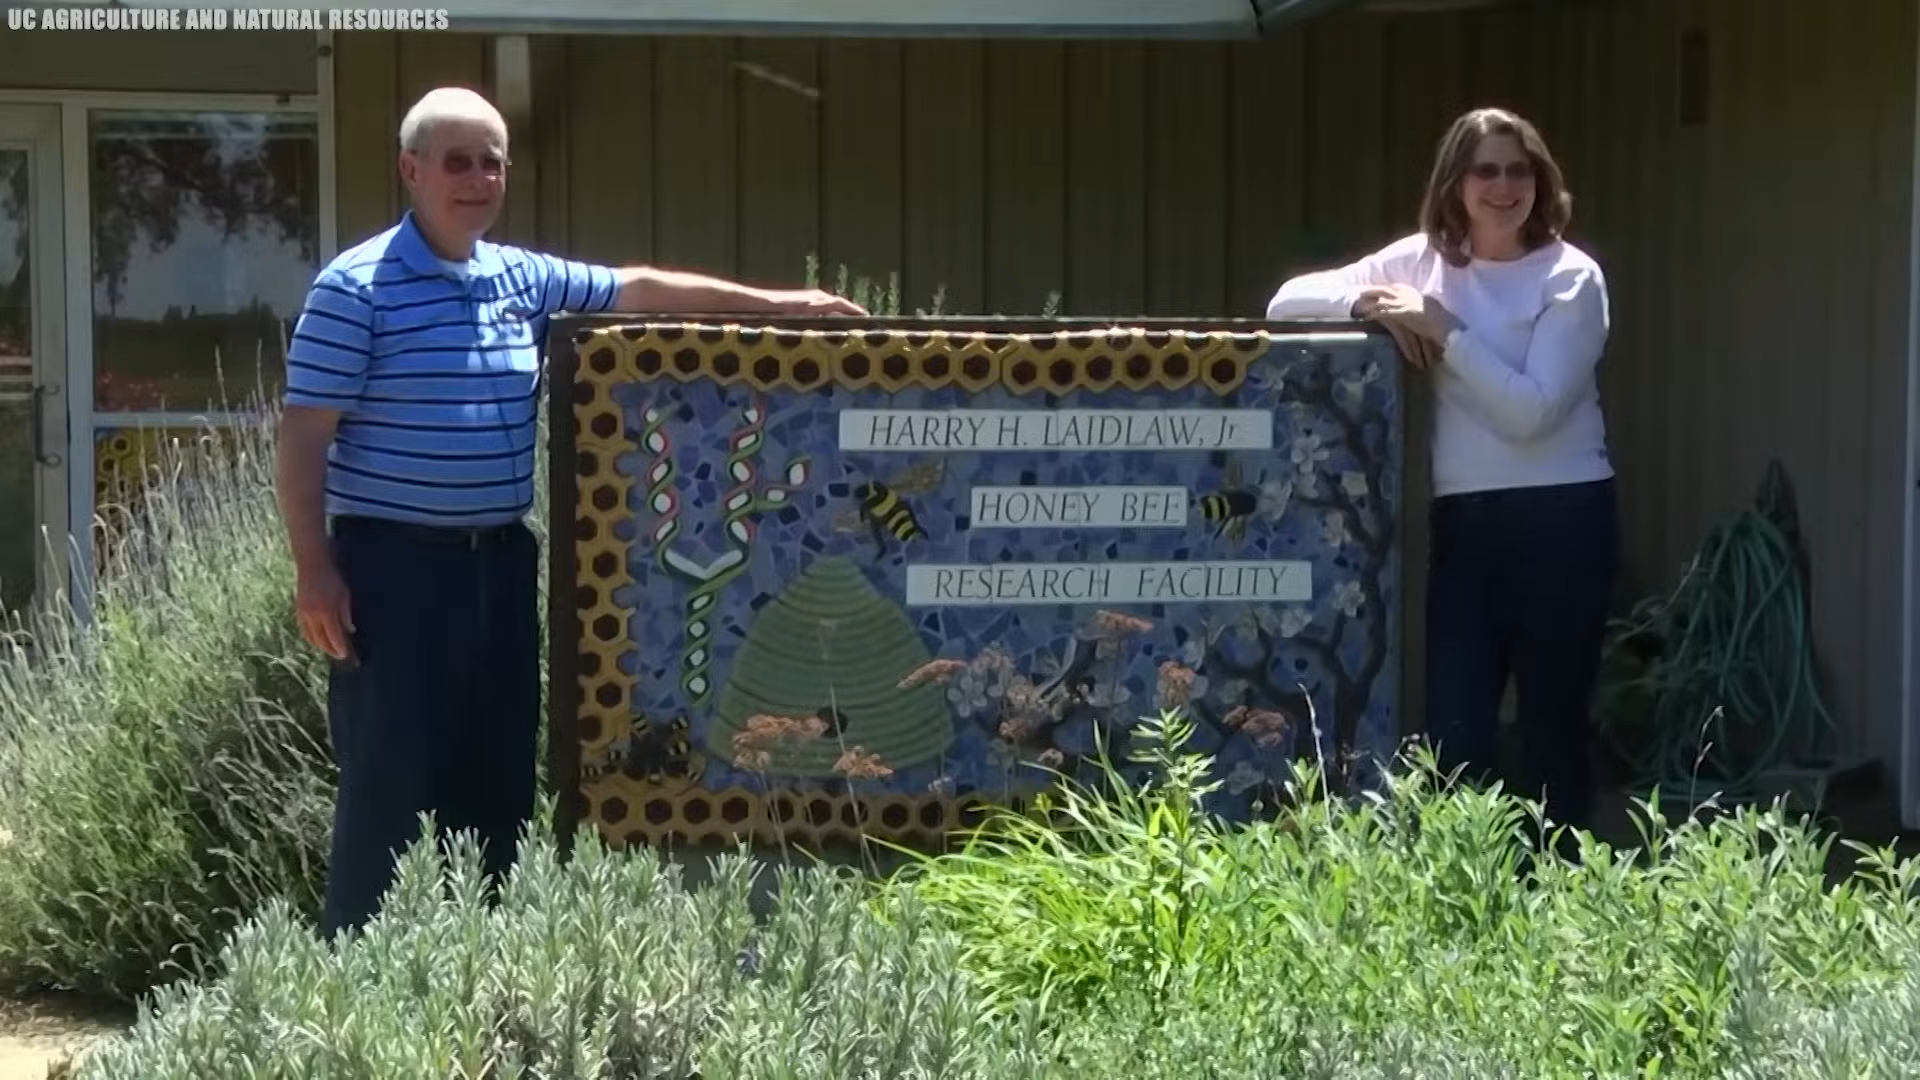 UC AGRICULTURE AND NATURAL RESOURCES
HARRY H. LAIDLAW, Jr
HONEY BEE
RESEARCH FACILITY